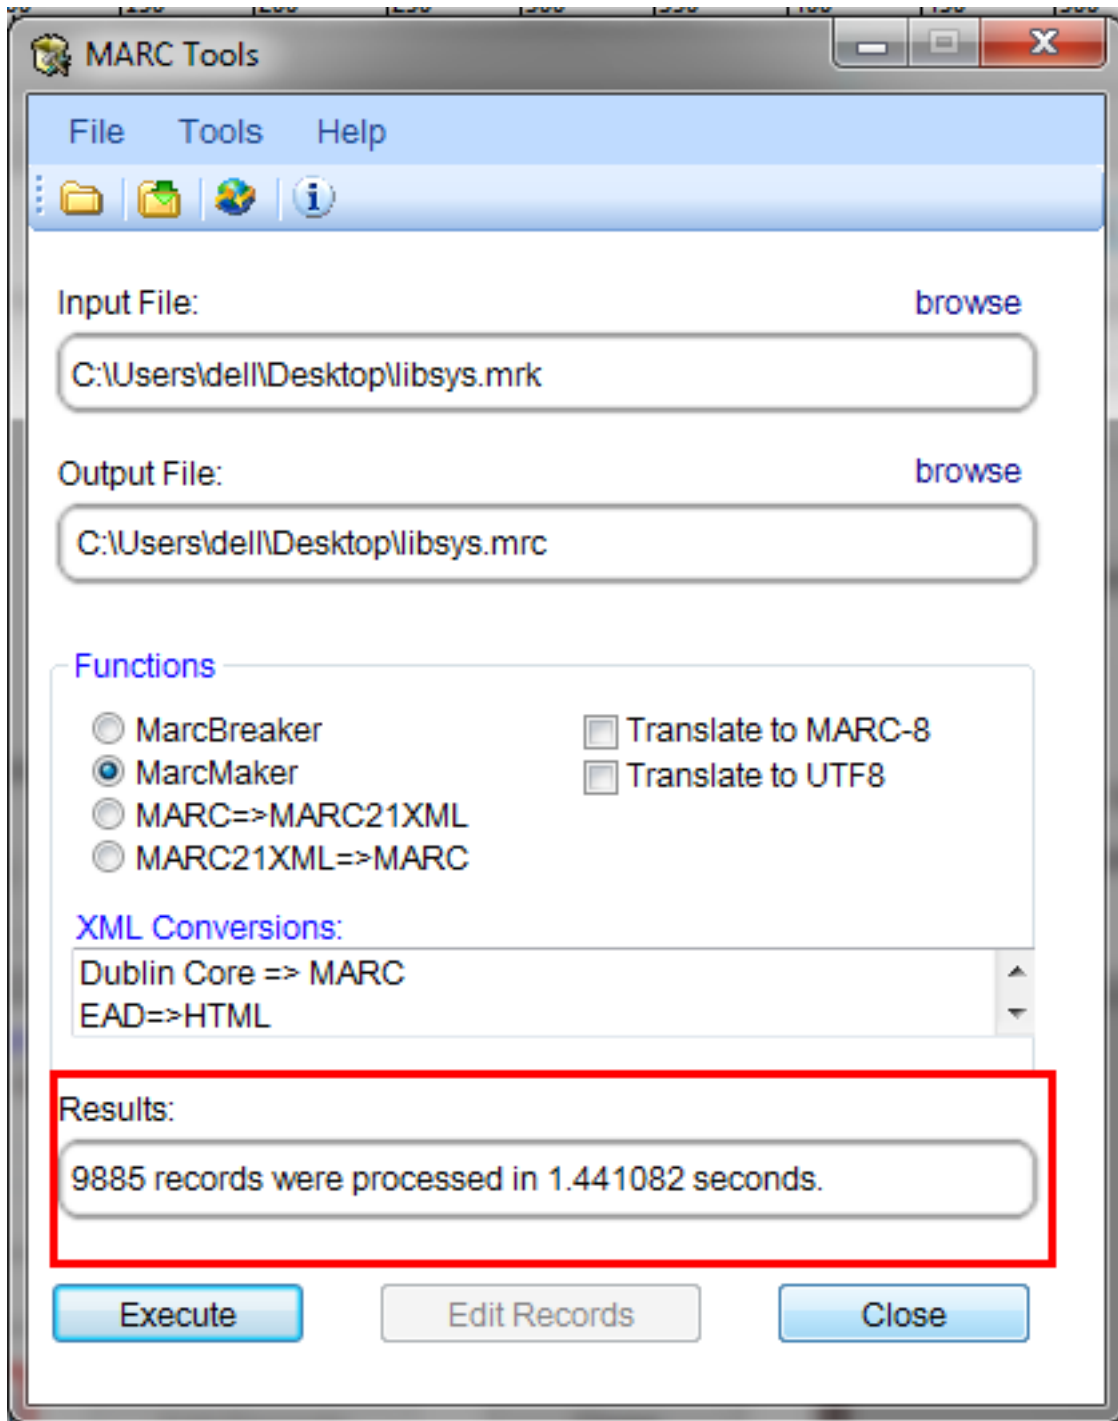 MARC Tools
File Tools Help
Input File: browse
C:\Users\dell\Desktop\libsys.mrk
Output File: browse
C:\Users\dell\Desktop\libsys.mrc
Functions
MarcBreaker Translate to MARC-8
MarcMaker Translate to UTF8
MARC=>MARC21XML
MARC21XML=>MARC
XML Conversions:
Dublin Core => MARC
EAD=>HTML
Results:
9885 records were processed in 1.441082 seconds.
Execute Edit Records Close